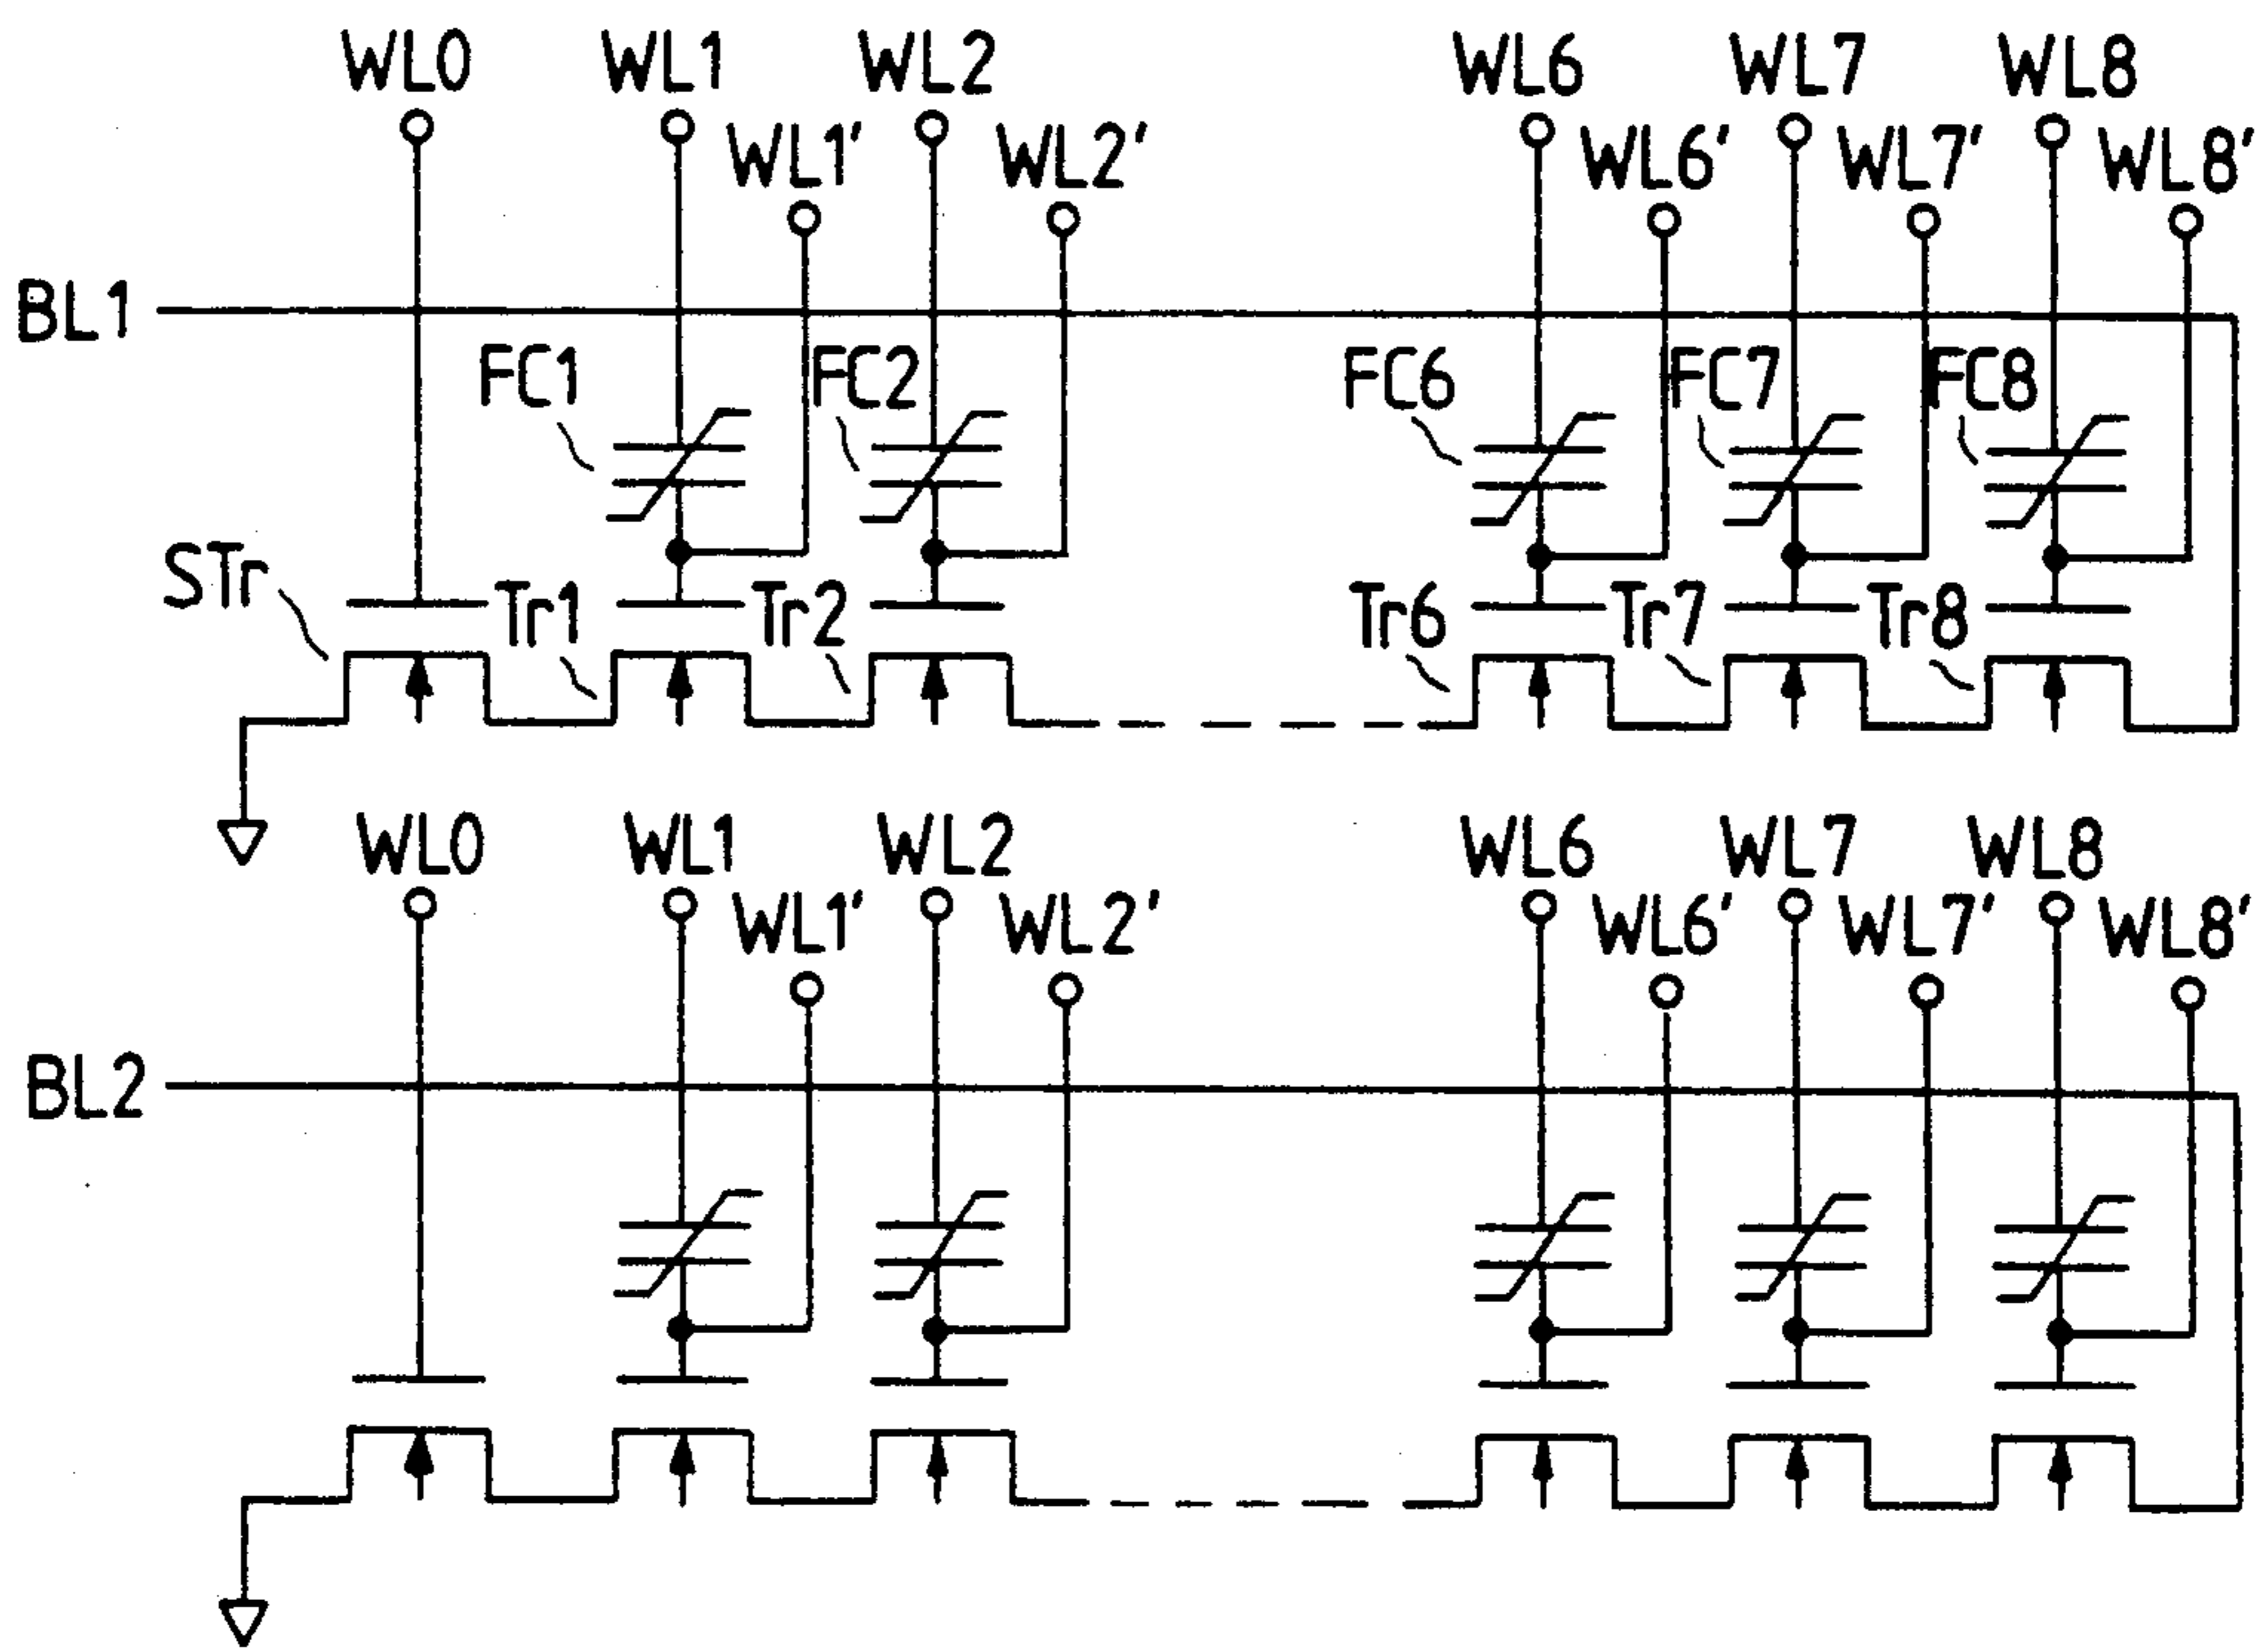 WL0 WL1 WL2 WL6 WL7 WL8
WL1' WL2' WL6' WL7' WL8'
BL1
FC1 FC2 FC6 FC7 FC8
STr Tr1 Tr2 Tr6 Tr7 Tr8
WL0 WL1 WL2 WL6 WL7 WL8
WL1' WL2' WL6' WL7' WL8'
BL2